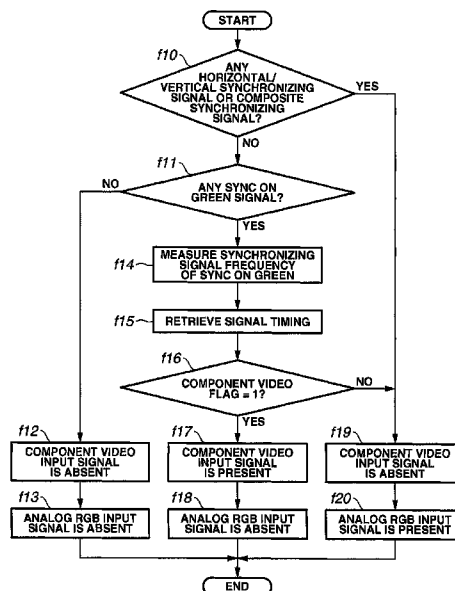 START
f10
ANY
HORIZONTAL/
VERTICAL SYNCHRONIZING
SIGNAL OR COMPOSITE
SYNCHRONIZING
SIGNAL?
YES
NO
f11
NO
ANY SYNC ON
GREEN SIGNAL?
YES
f14
MEASURE SYNCHRONIZING
SIGNAL FREQUENCY
OF SYNC ON GREEN
f15
RETRIEVE SIGNAL TIMING
f16
COMPONENT VIDEO
FLAG = 1?
NO
YES
f12
COMPONENT VIDEO
INPUT SIGNAL
IS ABSENT
f17
COMPONENT VIDEO
INPUT SIGNAL
IS PRESENT
f19
COMPONENT VIDEO
INPUT SIGNAL
IS ABSENT
f13
ANALOG RGB INPUT
SIGNAL IS ABSENT
f18
ANALOG RGB INPUT
SIGNAL IS ABSENT
f20
ANALOG RGB INPUT
SIGNAL IS PRESENT
END